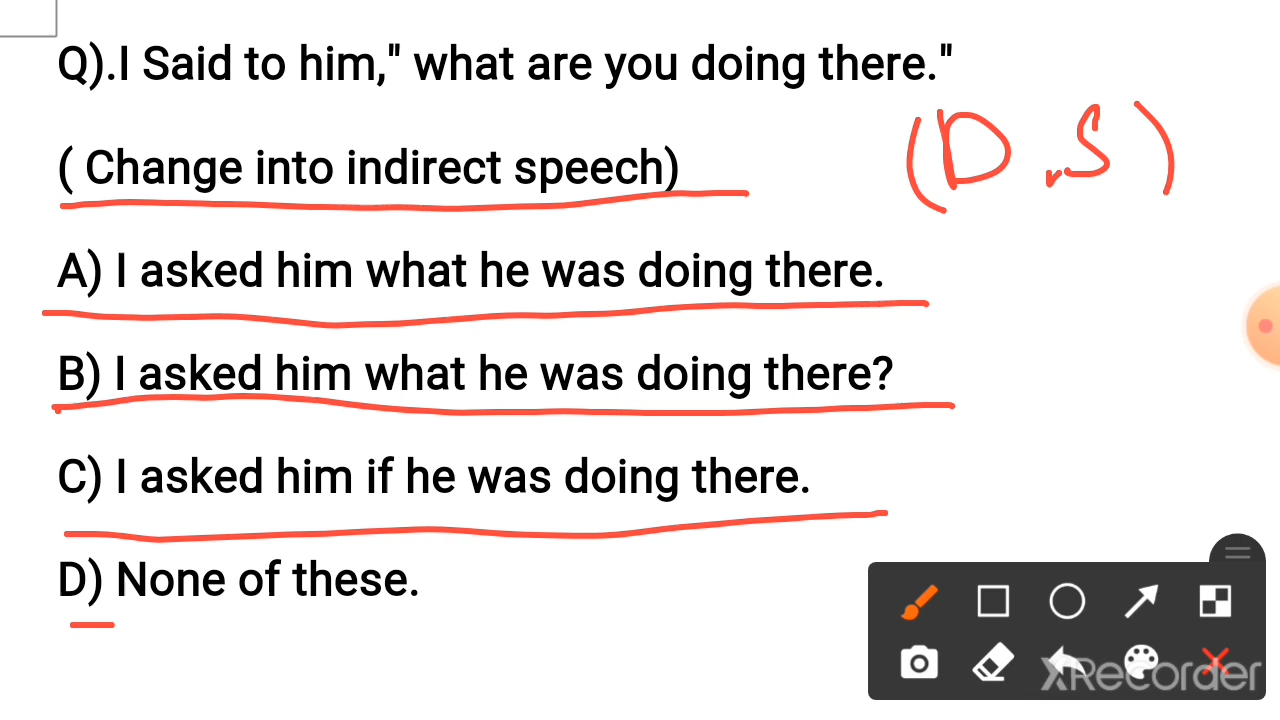 Q).I Said to him," what are you doing there."
(D.S)
( Change into indirect speech)
A) I asked him what he was doing there.
B) I asked him what he was doing there?
C) I asked him if he was doing there.
D) None of these.
XRecorder